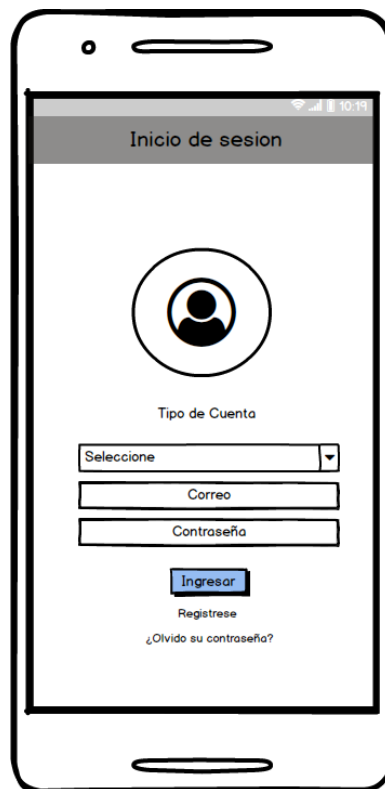 10:19
Inicio de sesion
Tipo de Cuenta
Seleccione
Correo
Contraseña
Ingresar
Registrese
¿Olvido su contraseña?